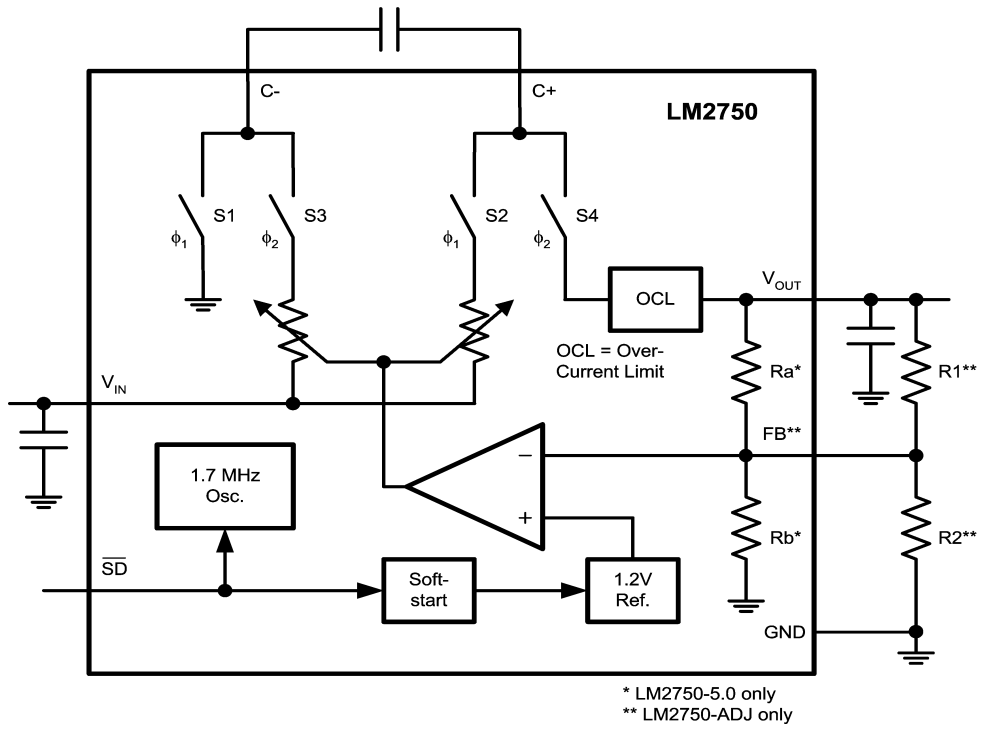 C-
C+
LM2750
S1
S3
S2
S4
ϕ1
ϕ2
ϕ1
ϕ2
OCL
VOUT
OCL = Over-
Current Limit
Ra*
R1**
VIN
FB**
1.7 MHz
Osc.
−
+
Rb*
R2**
SD
Soft-
start
1.2V
Ref.
GND
* LM2750-5.0 only
** LM2750-ADJ only